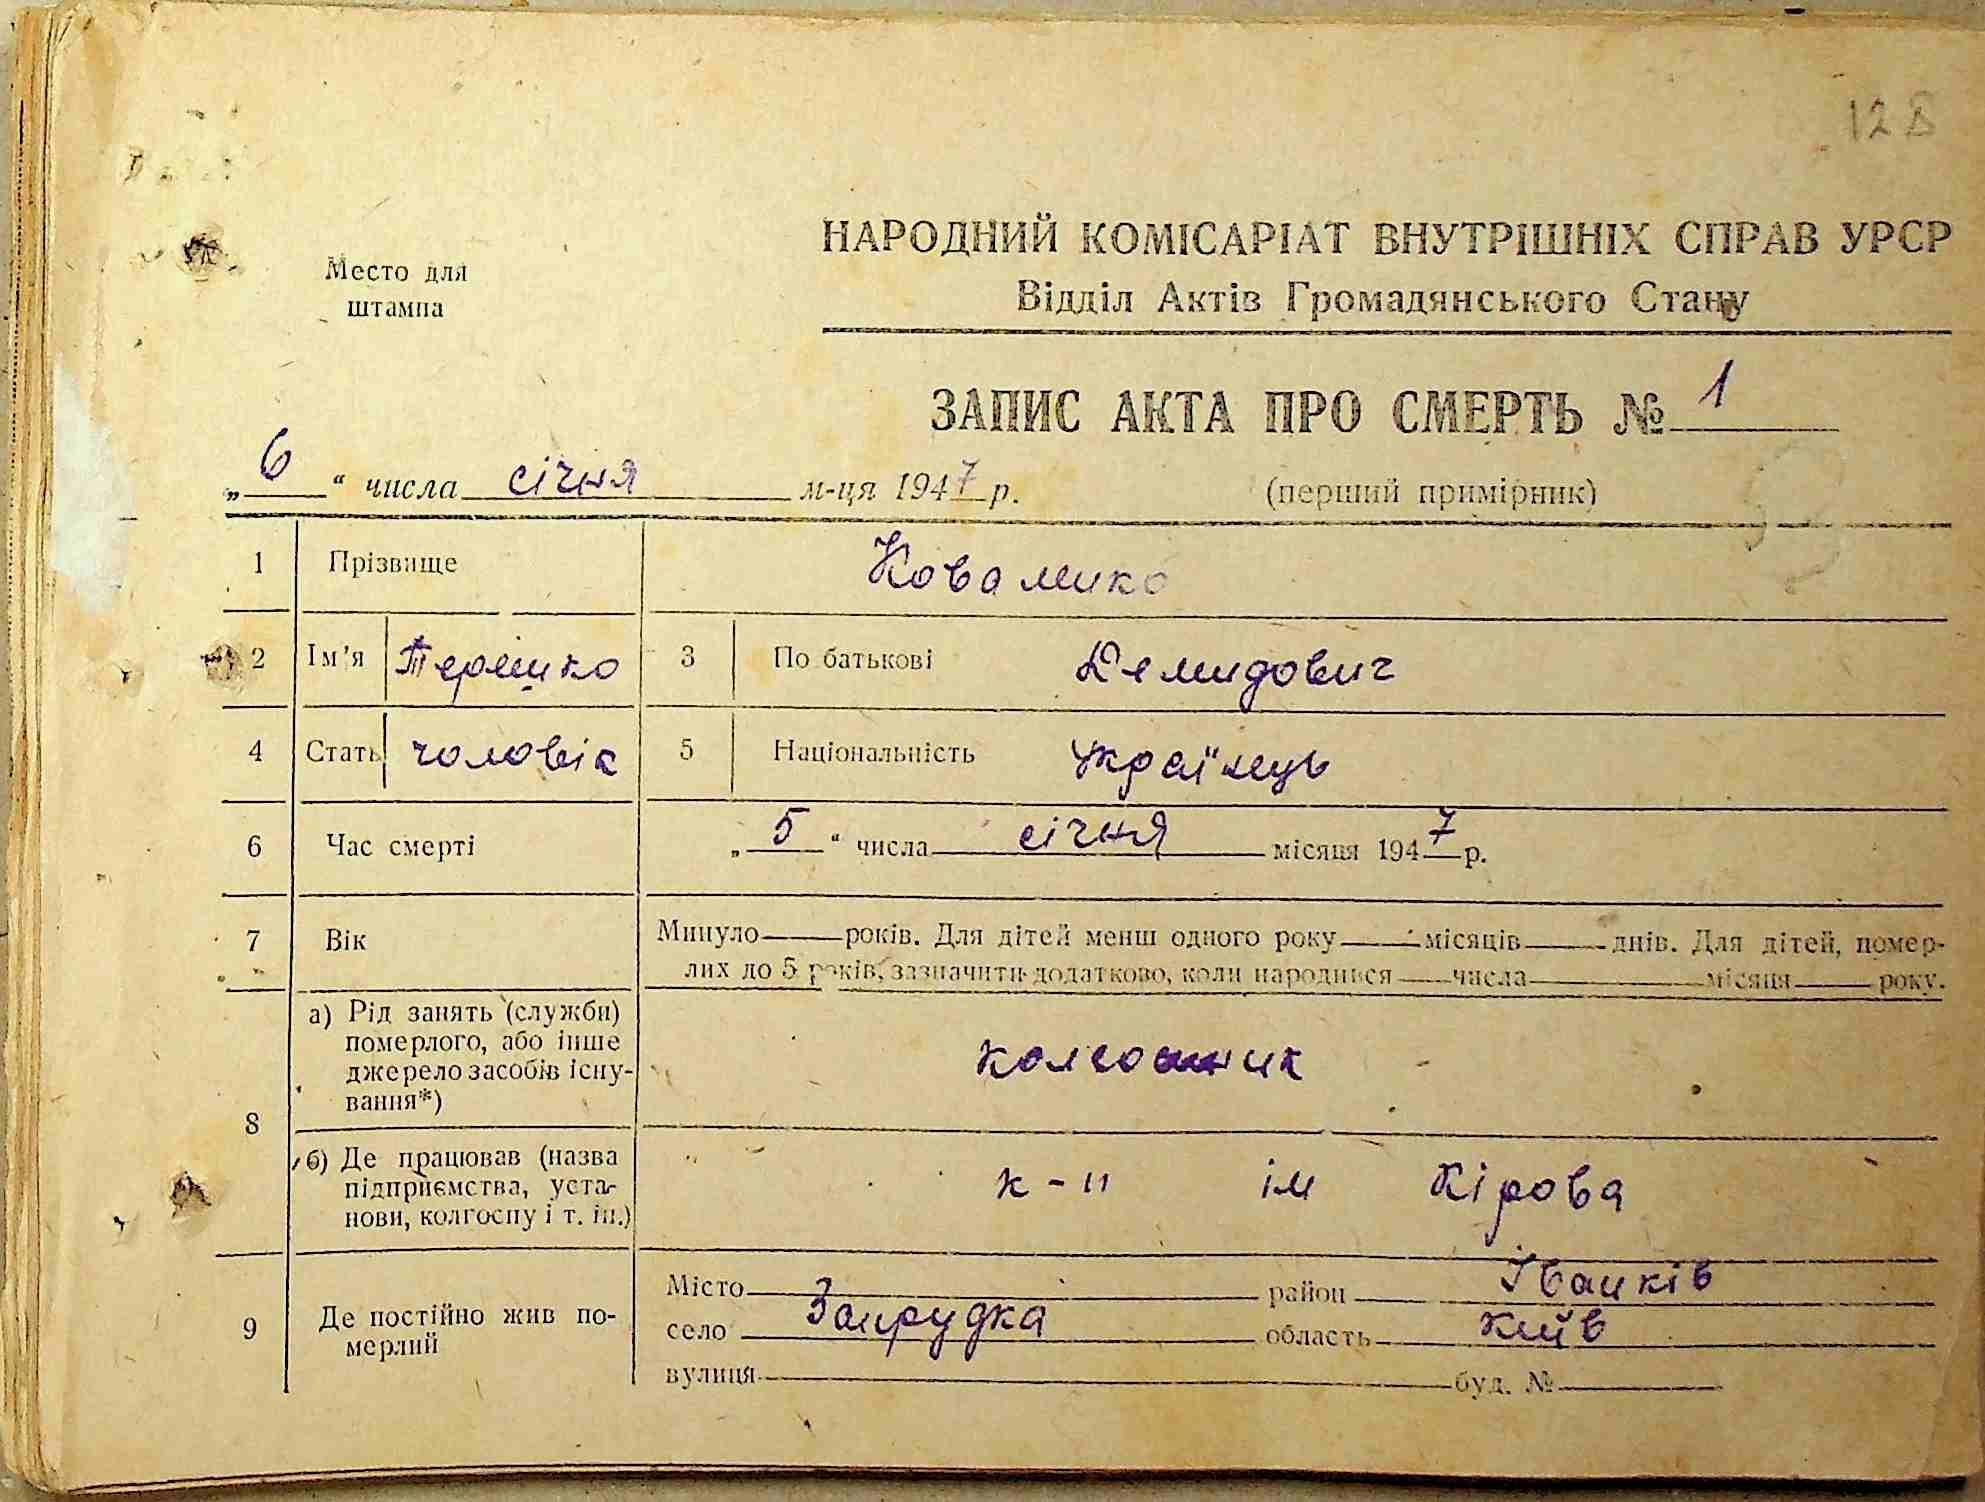 128
Место для
штампа
НАРОДНИЙ КОМІСАРІАТ ВНУТРІШНІХ СПРАВ УРСР
Відділ Актів Громадянського Стану
ЗАПИС АКТА ПРО СМЕРТЬ № 1
„ 6 “ числа січня м-ця 1947 р. (перший примірник)
1 Прізвище
2 Ім'я Терешко 3 По батькові Демидович
4 Стать чоловік 5 Національність Українець
6 Час смерті „ 5 “ числа січня місяця 1947 р.
7 Вік Минуло років. Для дітей менш одного року місяців днів. Для дітей, помер-
лих до 5 років, зазначити додатково, коли народився числа місяця року.
8 а) Рід занять (служби)
померлого, або інше
джерело засобів існу-
вання*)
колгосник
б) Де працював (назва
підприємства, уста-
нови, колгоспу і т. ін.)
к-п ім Кірова
9 Де постійно жив по-
мерлий
Місто район Іванків
село Запрудка область Київ
вулиця буд. №